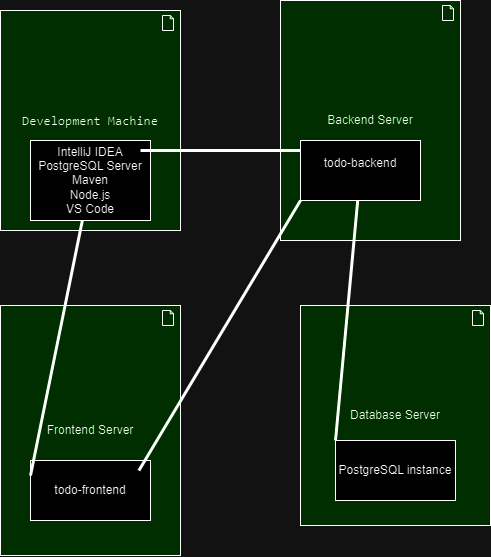 Development Machine
IntelliJ IDEA
PostgreSQL Server
Maven
Node.js
VS Code
Backend Server
todo-backend
Frontend Server
todo-frontend
Database Server
PostgreSQL instance